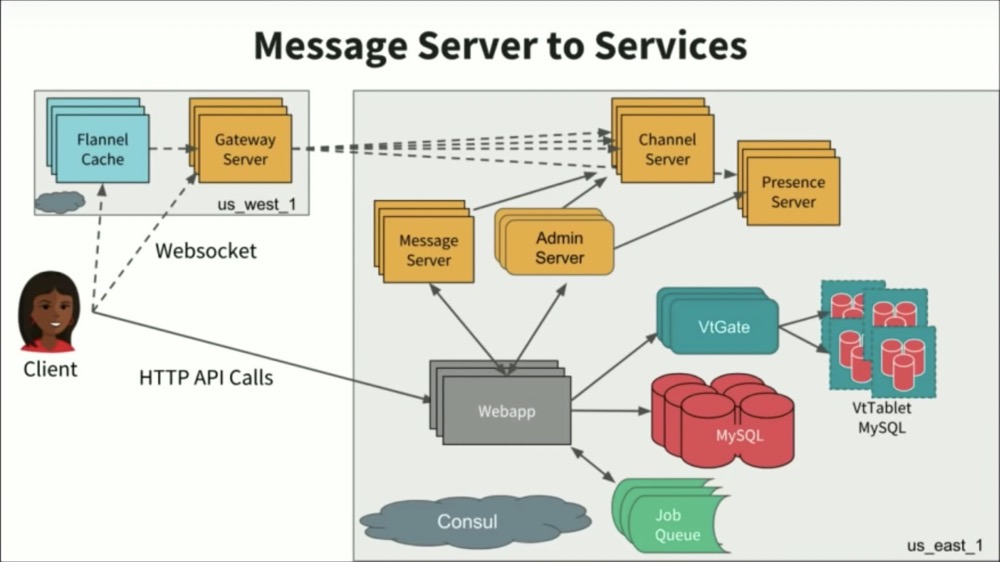 Message Server to Services
Flannel
Cache
Gateway
Server
us_west_1
Channel
Server
Presence
Server
Message
Server
Admin
Server
Websocket
Client
HTTP API Calls
VtGate
VtTablet
MySQL
Webapp
MySQL
Consul
Job
Queue
us_east_1